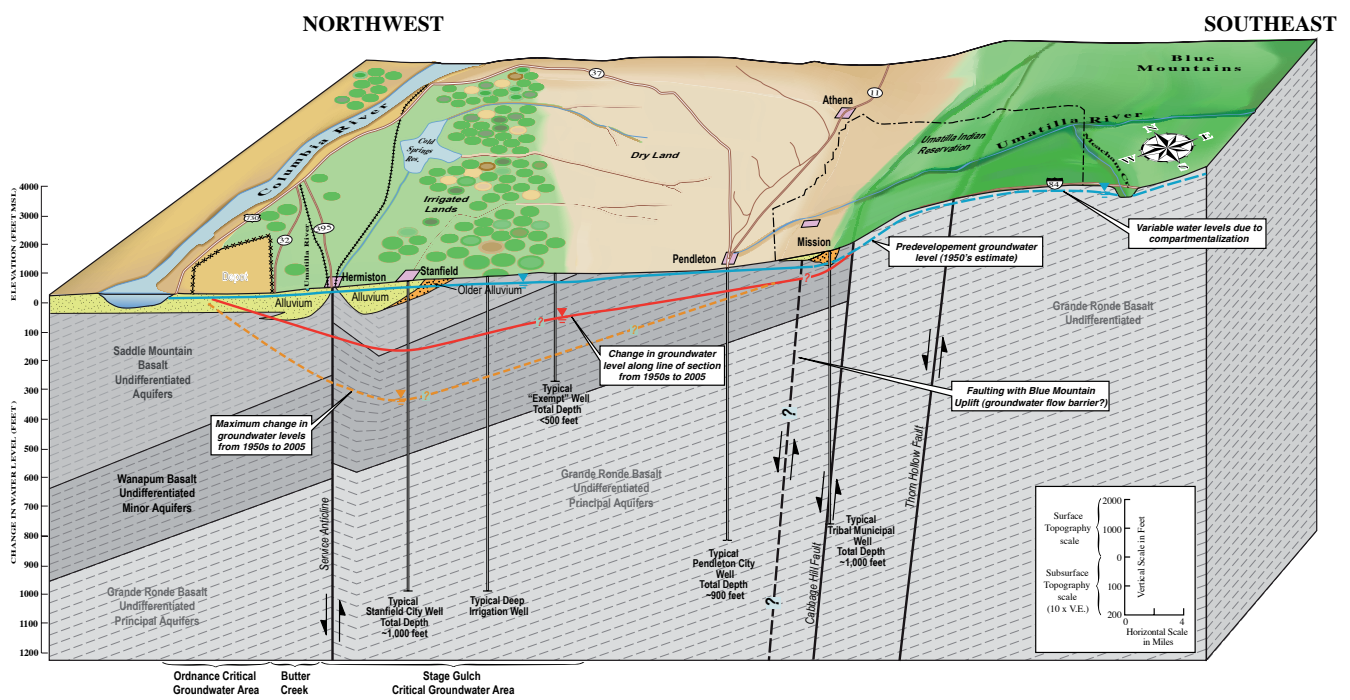 NORTHWEST
SOUTHEAST
Blue
Mountains
37
11
Athena
Columbia River
Cold
Springs
Res.
Dry Land
Umatilla Indian
Reservation
Umatilla River
Meacham Cr.
N
E
S
W
84
Irrigated
Lands
730
32
395
Umatilla River
Depot
Hermiston
Stanfield
Pendleton
Mission
Alluvium
Alluvium
Older Alluvium
ELEVATION (FEET MSL)
4000
3000
2000
1000
0
100
200
300
400
500
600
700
800
900
1000
1100
1200
CHANGE IN WATER LEVEL (FEET)
Predevelopement groundwater
level (1950's estimate)
Variable water levels due to
compartmentalization
Grande Ronde Basalt
Undifferentiated
Saddle Mountain
Basalt
Undifferentiated
Aquifers
Change in groundwater
level along line of section
from 1950s to 2005
Faulting with Blue Mountain
Uplift (groundwater flow barrier?)
Typical
"Exempt" Well
Total Depth
<500 feet
Maximum change in
groundwater levels
from 1950s to 2005
?
?
?
?
?
?
?
Wanapum Basalt
Undifferentiated
Minor Aquifers
Grande Ronde Basalt
Undifferentiated
Principal Aquifers
Service Anticline
Cabbage Hill Fault
Thorn Hollow Fault
Typical
Tribal Municipal
Well
Total Depth
~1,000 feet
Typical
Pendleton City
Well
Total Depth
~900 feet
Grande Ronde Basalt
Undifferentiated
Principal Aquifers
Typical
Stanfield City Well
Total Depth
~1,000 feet
Typical Deep
Irrigation Well
Surface
Topography
scale
Subsurface
Topography
scale
(10 x V.E.)
2000
1000
0
100
200
Vertical Scale in Feet
0
4
Horizontal Scale
in Miles
Ordnance Critical
Groundwater Area
Butter
Creek
Stage Gulch
Critical Groundwater Area